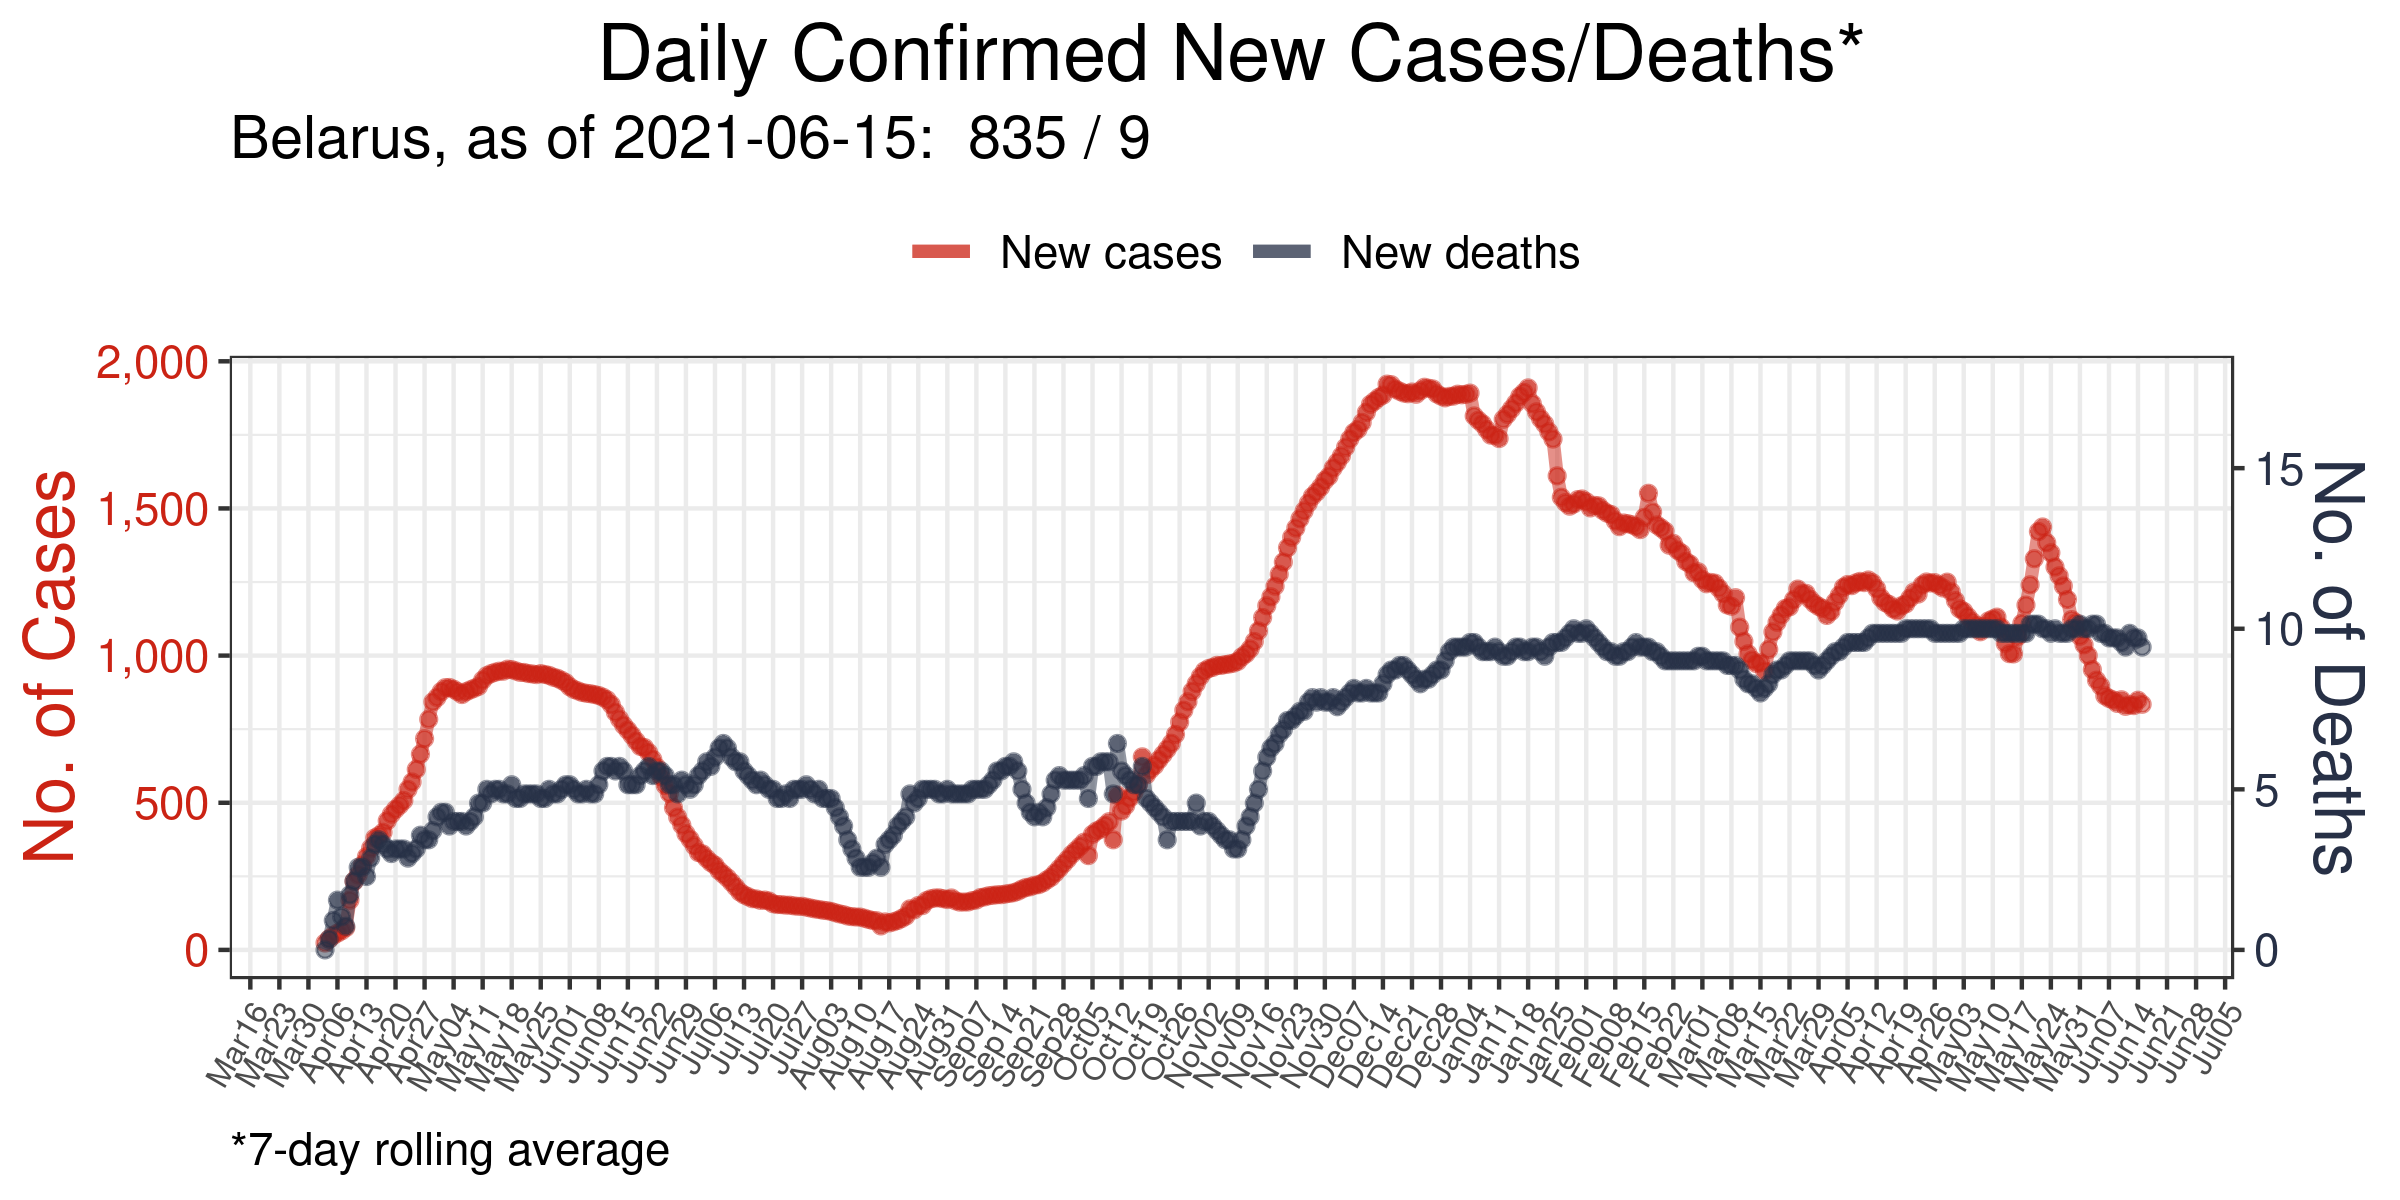 Daily Confirmed New Cases/Deaths*
Belarus, as of 2021-06-15:  835 / 9
New cases
New deaths
No. of Cases
2,000
1,500
1,000
500
0
15
10
5
0
No. of Deaths
Mar16
Mar23
Mar30
Apr06
Apr13
Apr20
Apr27
May04
May11
May18
May25
Jun01
Jun08
Jun15
Jun22
Jun29
Jul06
Jul13
Jul20
Jul27
Aug03
Aug10
Aug17
Aug24
Aug31
Sep07
Sep14
Sep21
Sep28
Oct05
Oct12
Oct19
Oct26
Nov02
Nov09
Nov16
Nov23
Nov30
Dec07
Dec14
Dec21
Dec28
Jan04
Jan11
Jan18
Jan25
Feb01
Feb08
Feb15
Feb22
Mar01
Mar08
Mar15
Mar22
Mar29
Apr05
Apr12
Apr19
Apr26
May03
May10
May17
May24
May31
Jun07
Jun14
Jun21
Jun28
Jul05
*7-day rolling average